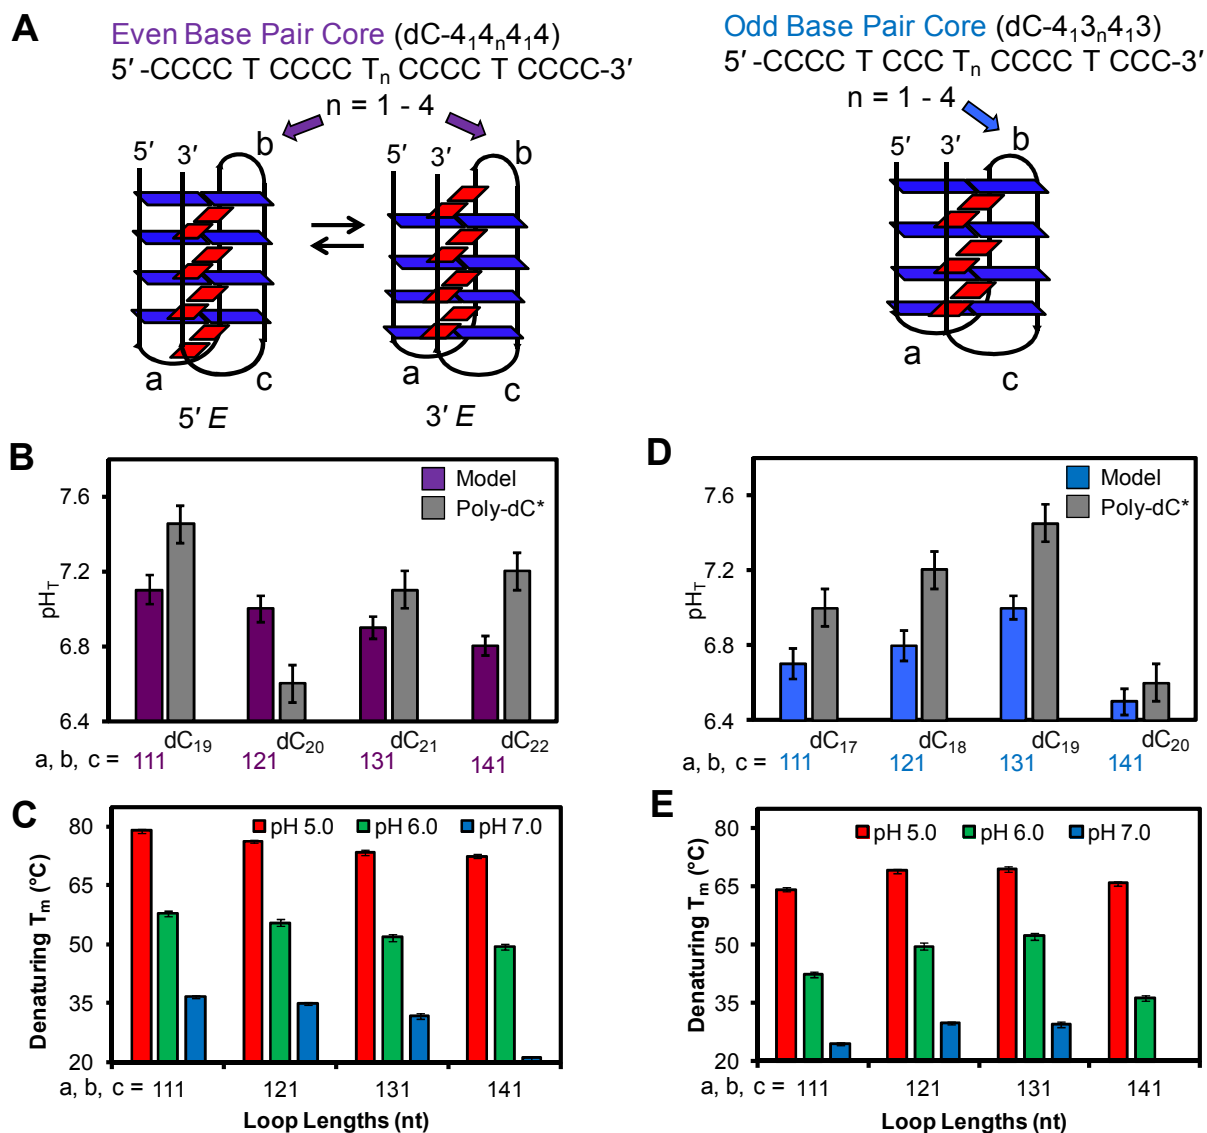 A
Even Base Pair Core (dC-4₁4ₙ4₁4)
5′ -CCCC T CCCC Tₙ CCCC T CCCC-3′
n = 1 - 4
5′ 3′ b
a c
5′ E
5′ 3′ b
a c
3′ E
Odd Base Pair Core (dC-4₁3ₙ4₁3)
5′ -CCCC T CCC Tₙ CCCC T CCC-3′
n = 1 - 4
5′ 3′ b
a c
B
Model
Poly-dC*
pH_T
7.6
7.2
6.8
6.4
dC₁₉ dC₂₀ dC₂₁ dC₂₂
a, b, c = 111 121 131 141
D
Model
Poly-dC*
pH_T
7.6
7.2
6.8
6.4
dC₁₇ dC₁₈ dC₁₉ dC₂₀
a, b, c = 111 121 131 141
C
pH 5.0 pH 6.0 pH 7.0
Denaturing Tₘ (°C)
80
65
50
35
20
a, b, c = 111 121 131 141
Loop Lengths (nt)
E
pH 5.0 pH 6.0 pH 7.0
Denaturing Tₘ (°C)
80
65
50
35
20
a, b, c = 111 121 131 141
Loop Lengths (nt)